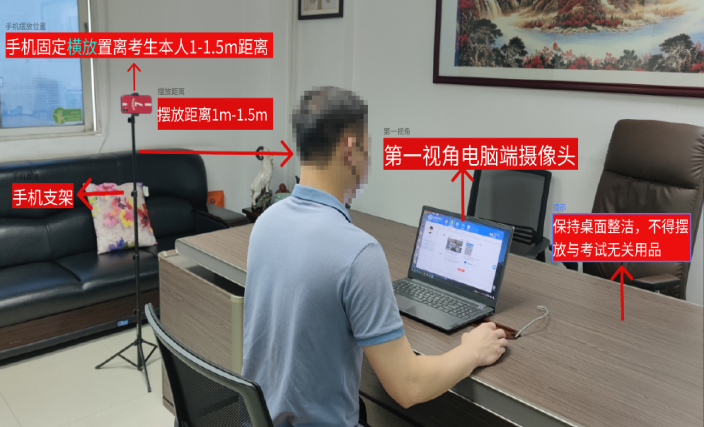 手机摆放位置
手机固定横放置离考生本人1-1.5m距离
摆放距离
摆放距离1m-1.5m
第一视角
第一视角电脑端摄像头
手机支架
保持桌面整洁，不得摆
放与考试无关用品